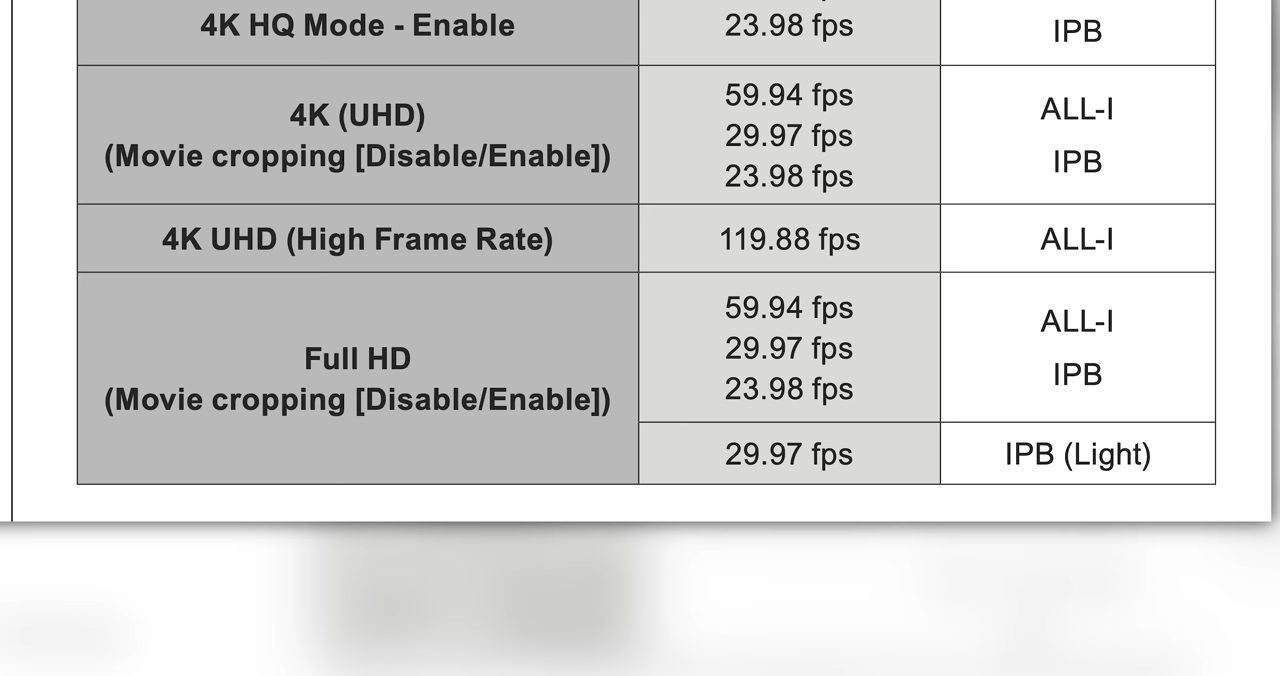 4K HQ Mode - Enable
23.98 fps
IPB
4K (UHD)
(Movie cropping [Disable/Enable])
59.94 fps
29.97 fps
23.98 fps
ALL-I
IPB
4K UHD (High Frame Rate)
119.88 fps
ALL-I
Full HD
(Movie cropping [Disable/Enable])
59.94 fps
29.97 fps
23.98 fps
ALL-I
IPB
29.97 fps
IPB (Light)